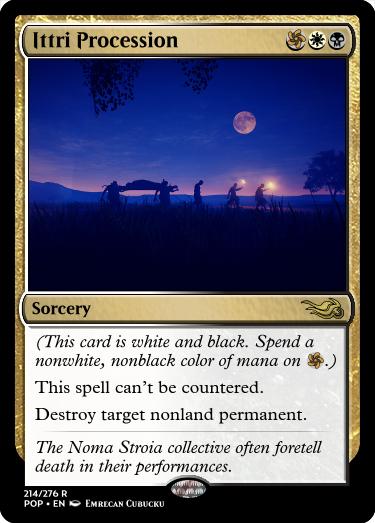 Ittri Procession
Sorcery
(This card is white and black. Spend a
nonwhite, nonblack color of mana on .)
This spell can't be countered.
Destroy target nonland permanent.
The Noma Stroia collective often foretell
death in their performances.
214/276 R
POP • EN Emrecan Cubukcu